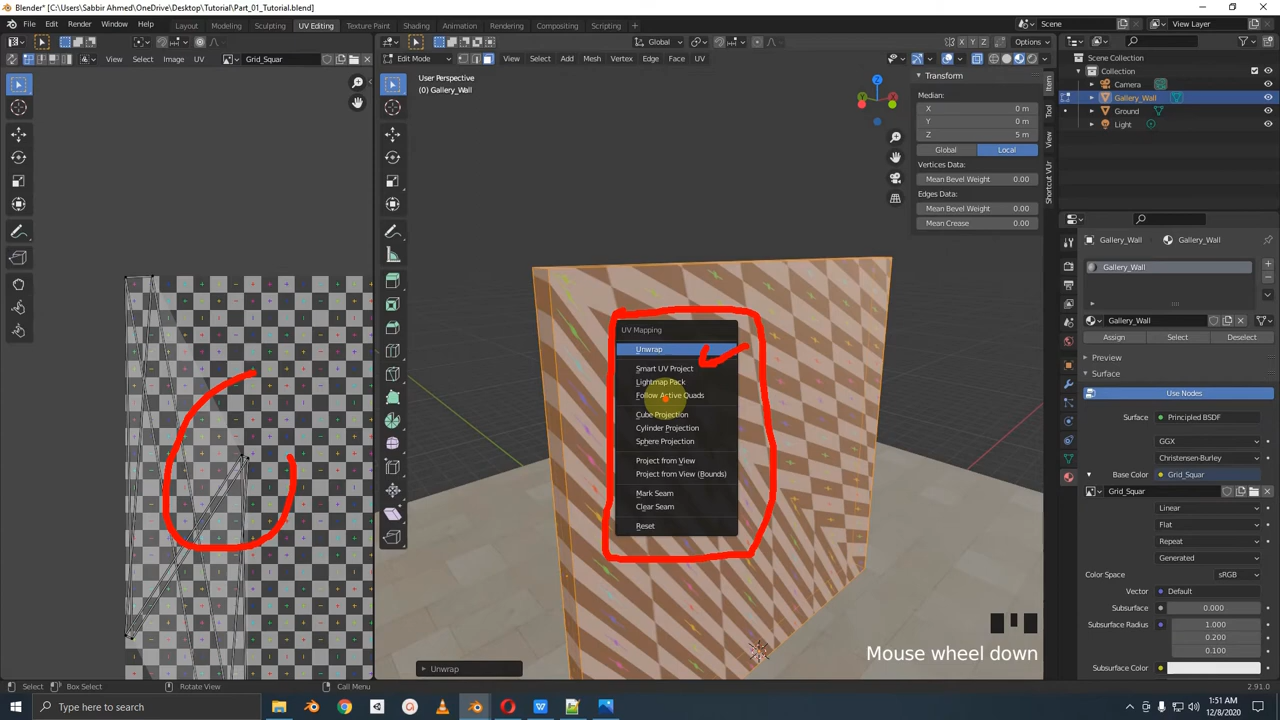 Blender* [C:\Users\Sabbir Ahmed\OneDrive\Desktop\Tutorial\Part_01_Tutorial.blend]
File Edit Render Window Help Layout Modeling Sculpting UV Editing Texture Paint Shading Animation Rendering Compositing Scripting Scene View Layer
View Select Image UV Grid_Squar
Global Options
Edit Mode View Select Add Mesh Vertex Edge Face UV
User Perspective
(0) Gallery_Wall
X Y Z
Transform
Median:
X 0 m
Y 0 m
Z 5 m
Global Local
Vertices Data:
Mean Bevel Weight 0.00
Edges Data:
Mean Bevel Weight 0.00
Mean Crease 0.00
Item
Tool
View
Shortcut VUr
Scene Collection
Collection
Camera
Gallery_Wall
Ground
Light
UV Mapping
Unwrap
Smart UV Project
Lightmap Pack
Follow Active Quads
Cube Projection
Cylinder Projection
Sphere Projection
Project from View
Project from View (Bounds)
Mark Seam
Clear Seam
Reset
Unwrap
Mouse wheel down
Gallery_Wall Gallery_Wall
Gallery_Wall
Gallery_Wall
Assign Select Deselect
Preview
Surface
Use Nodes
Surface Principled BSDF
GGX
Christensen-Burley
Base Color Grid_Squar
Grid_Squar
Linear
Flat
Repeat
Generated
Color Space sRGB
Vector Default
Subsurface 0.000
Subsurface Radius 1.000
0.200
0.100
Subsurface Color
Select Box Select Rotate View Call Menu 2.91.0
Type here to search
1:51 AM
12/8/2020